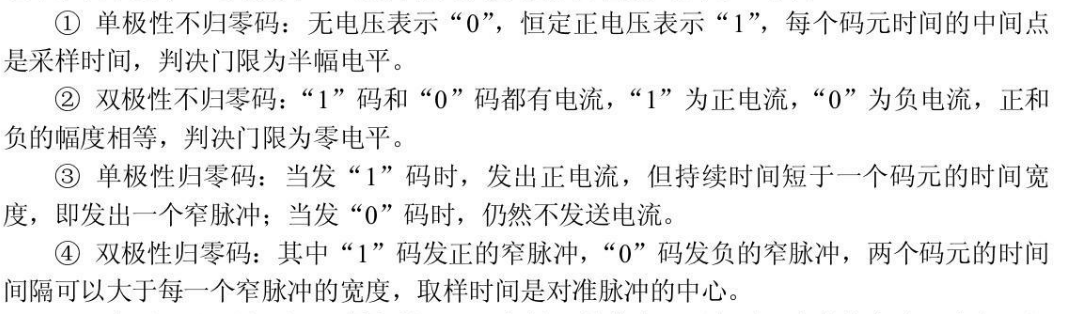 ① 单极性不归零码：无电压表示“0”，恒定正电压表示“1”，每个码元时间的中间点
是采样时间，判决门限为半幅电平。
② 双极性不归零码：“1”码和“0”码都有电流，“1”为正电流，“0”为负电流，正和
负的幅度相等，判决门限为零电平。
③ 单极性归零码：当发“1”码时，发出正电流，但持续时间短于一个码元的时间宽
度，即发出一个窄脉冲；当发“0”码时，仍然不发送电流。
④ 双极性归零码：其中“1”码发正的窄脉冲，“0”码发负的窄脉冲，两个码元的时间
间隔可以大于每一个窄脉冲的宽度，取样时间是对准脉冲的中心。